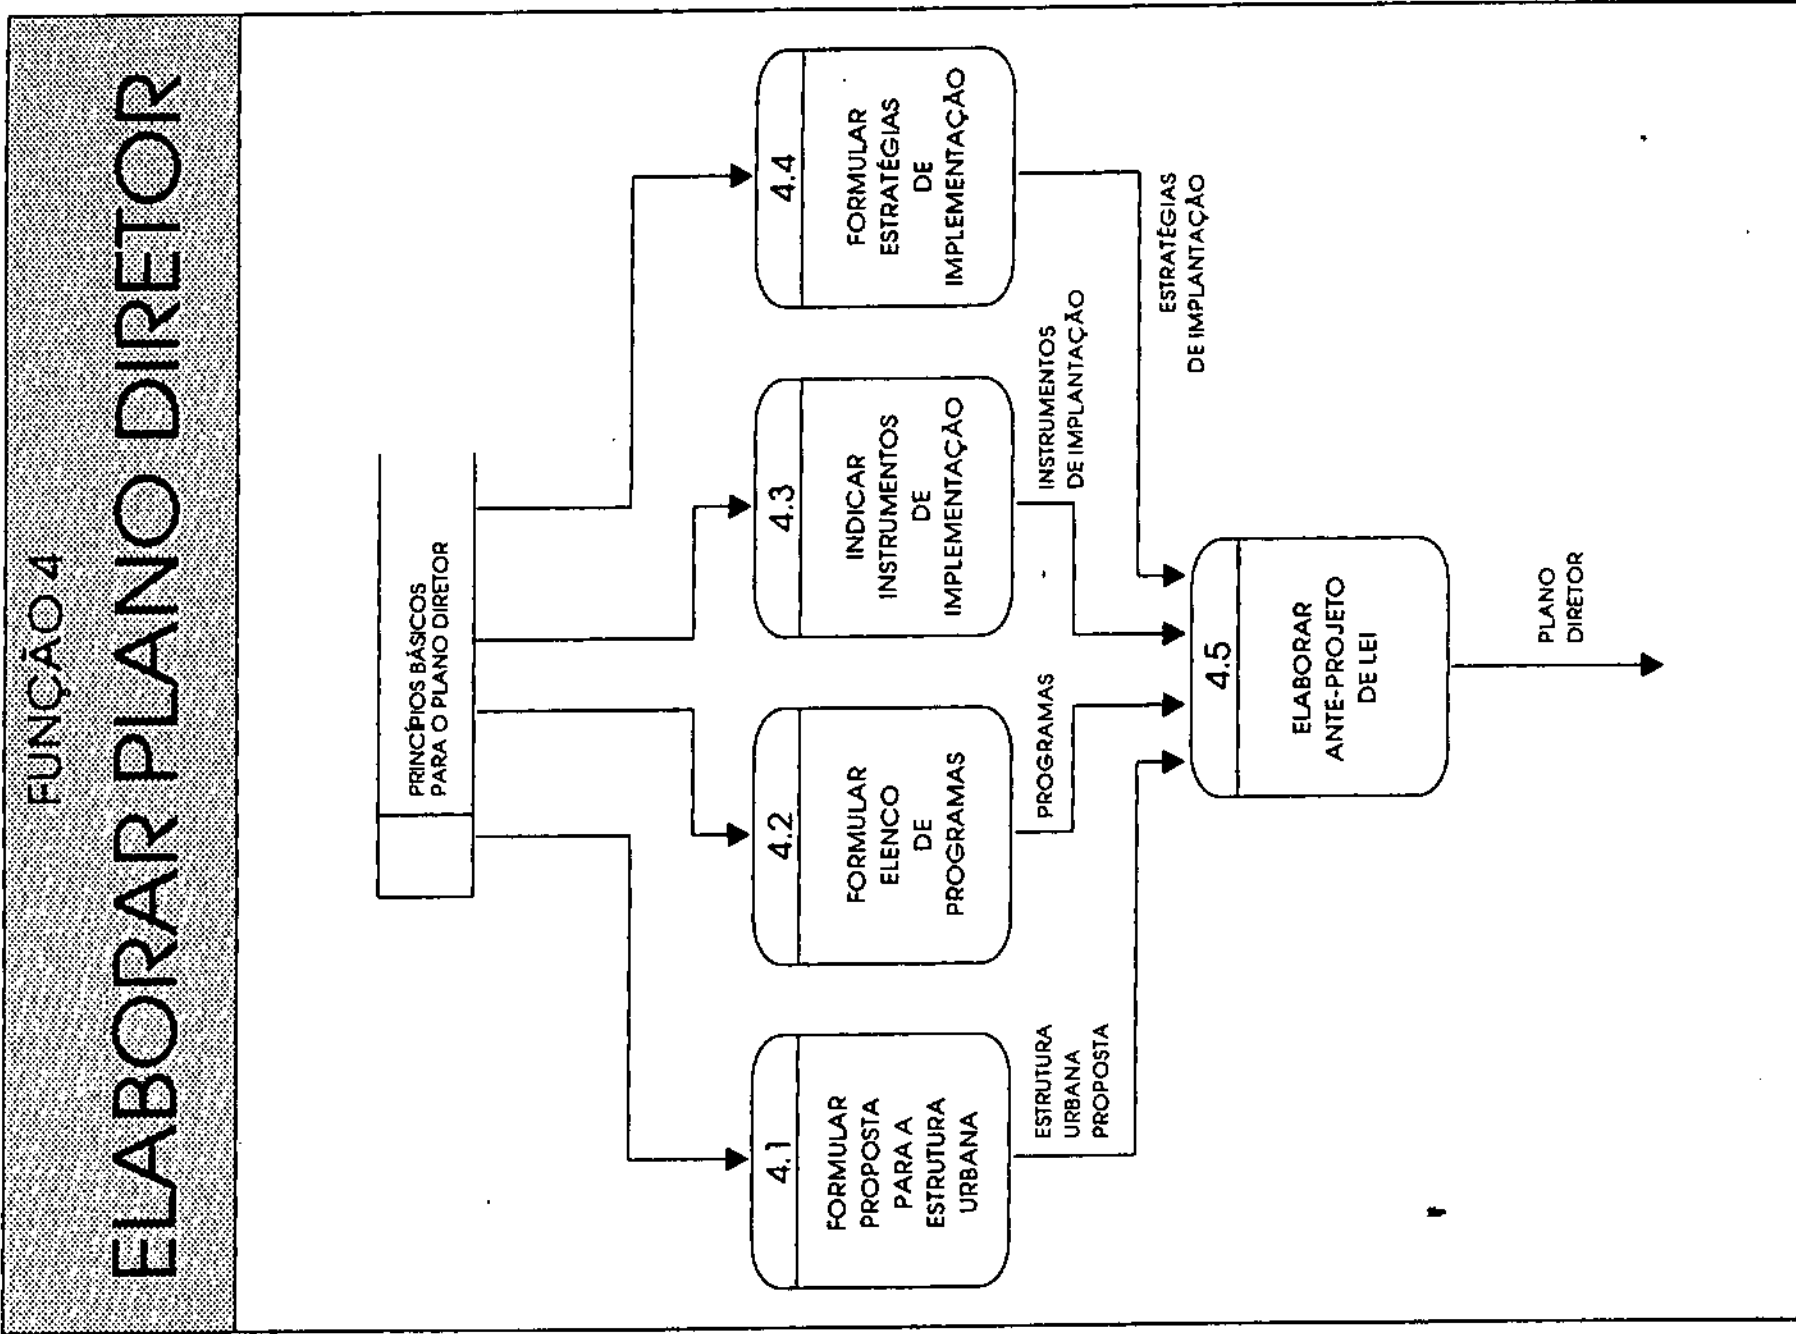 FUNÇÃO 4
ELABORAR PLANO DIRETOR
PRINCÍPIOS BÁSICOS
PARA O PLANO DIRETOR
4.1
FORMULAR
PROPOSTA
PARA A
ESTRUTURA
URBANA
4.2
FORMULAR
ELENCO
DE
PROGRAMAS
4.3
INDICAR
INSTRUMENTOS
DE
IMPLEMENTAÇÃO
4.4
FORMULAR
ESTRATÉGIAS
DE
IMPLEMENTAÇÃO
ESTRUTURA
URBANA
PROPOSTA
PROGRAMAS
INSTRUMENTOS
DE IMPLANTAÇÃO
ESTRATÉGIAS
DE IMPLANTAÇÃO
4.5
ELABORAR
ANTE-PROJETO
DE LEI
PLANO
DIRETOR